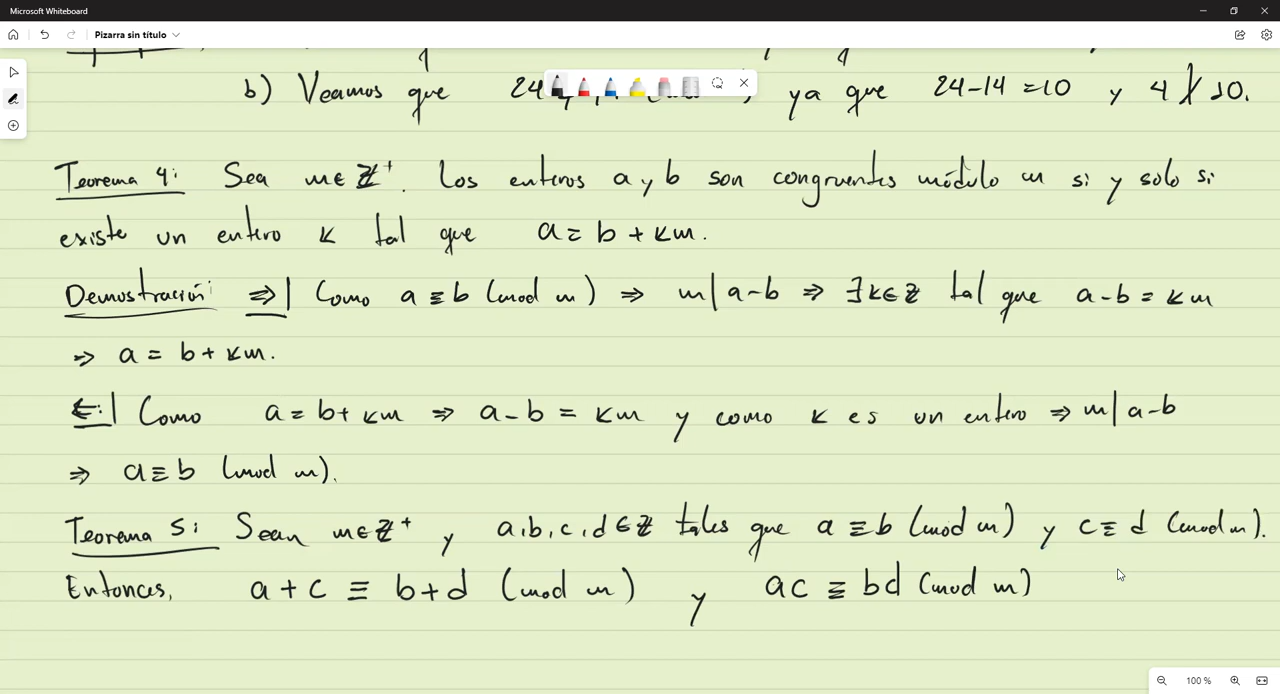 Microsoft Whiteboard
Pizarra sin título
b) Veamos que 24 ya que 24-14 =10 y 4 ∤ 10.
Teorema 4: Sea m∈ℤ⁺. Los enteros a y b son congruentes módulo m si y solo si
existe un entero k tal que a = b + km.
Demostración: ⇒| Como a ≡ b (mod m) ⇒ m | a-b ⇒ ∃k∈ℤ tal que a-b = km
⇒ a = b + km.
⇐:| Como a = b + km ⇒ a-b = km y como k es un entero ⇒ m | a-b
⇒ a ≡ b (mod m).
Teorema 5: Sean m∈ℤ⁺ y a,b,c,d ∈ ℤ tales que a ≡ b (mod m) y c ≡ d (mod m).
Entonces, a + c ≡ b+d (mod m) y ac ≡ bd (mod m)
100 %